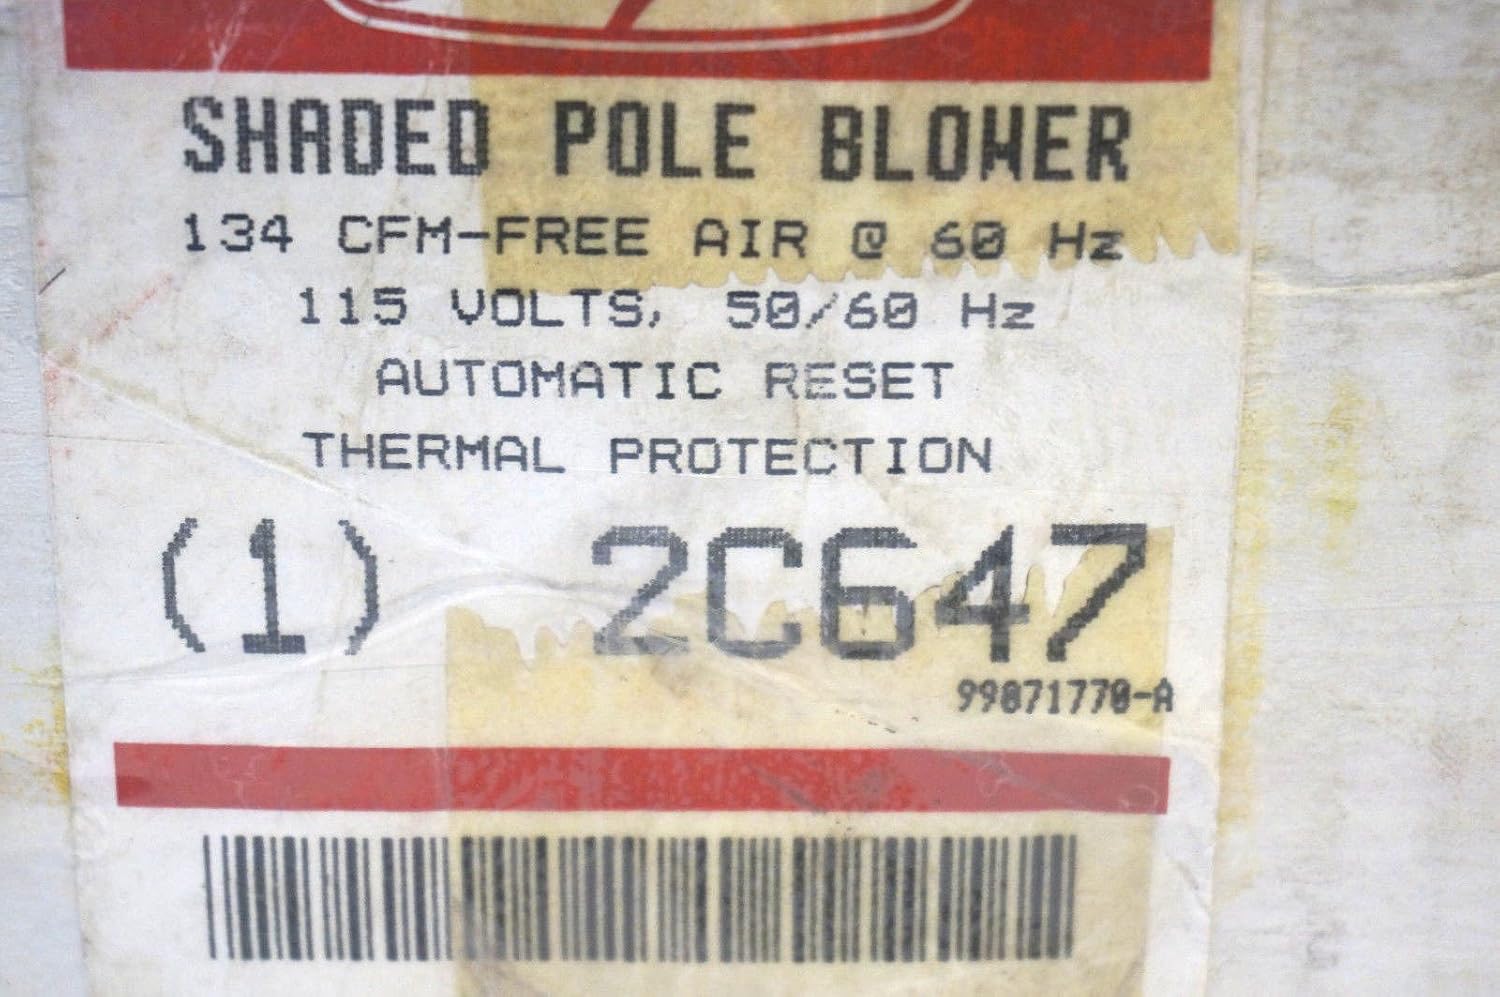 SHADED POLE BLOWER
134 CFM-FREE AIR @ 60 Hz
115 VOLTS, 50/60 Hz
AUTOMATIC RESET
THERMAL PROTECTION
(1) 2C647
99071770-A